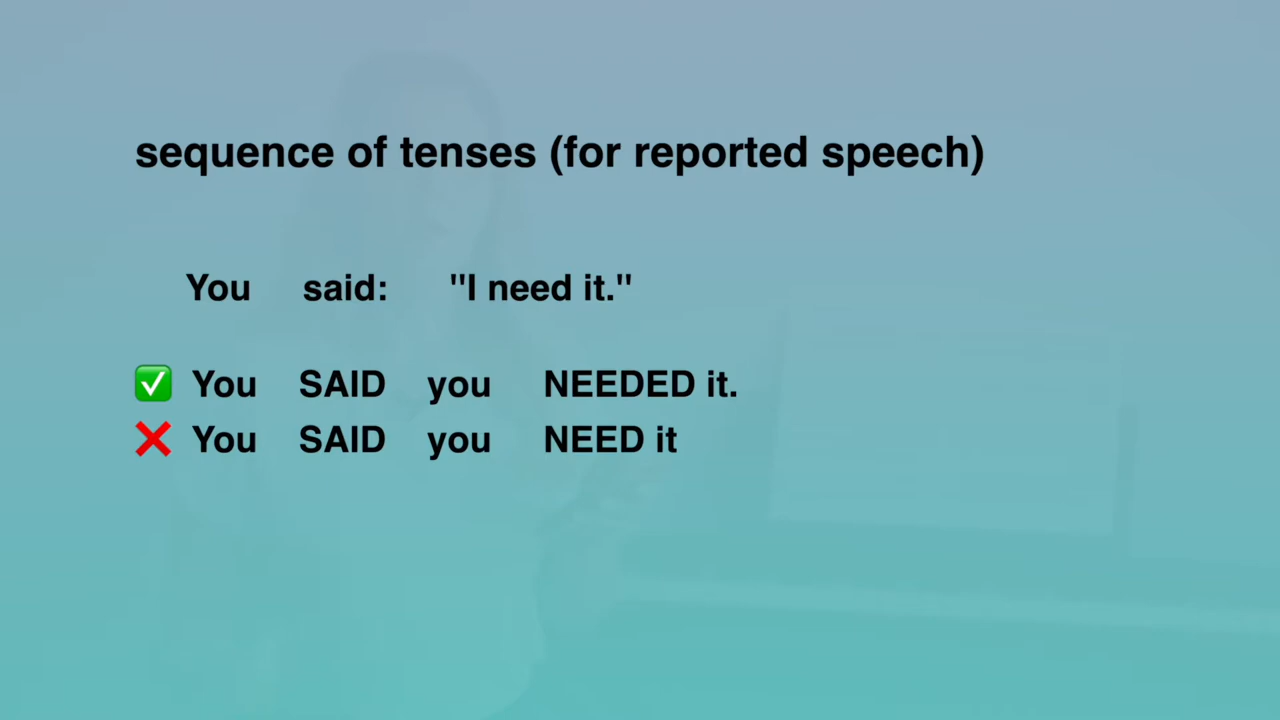 sequence of tenses (for reported speech)
You said: "I need it."
✅ You SAID you NEEDED it.
❌ You SAID you NEED it